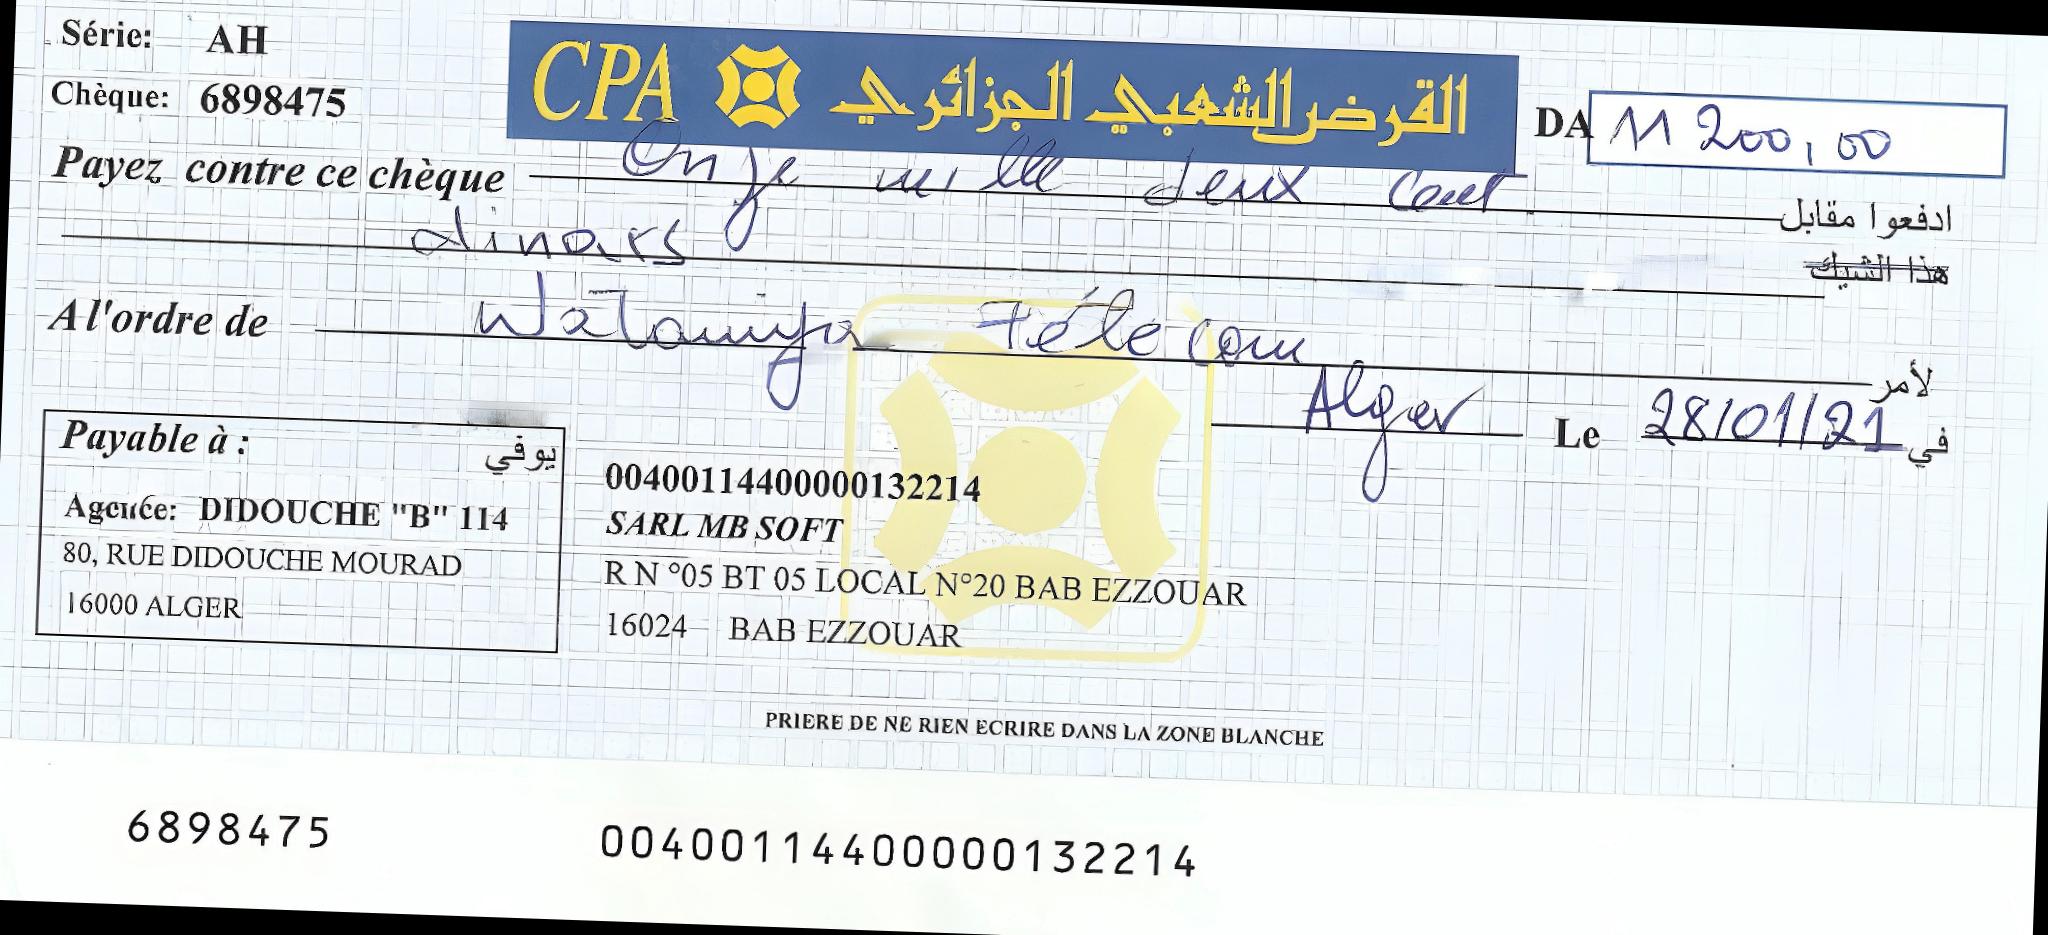 Série: AH
CPA القرض الشعبي الجزائري
Chèque: 6898475
DA 11 200,00
Payez contre ce chèque Onze mille deux cent ادفعوا مقابل
dinars هذا الشيك
A l'ordre de Wataniya Télécom لأمر
Alger Le 28/01/21 في
Payable à : يوفي
Agence: DIDOUCHE "B" 114
80, RUE DIDOUCHE MOURAD
16000 ALGER
00400114400000132214
SARL MB SOFT
R N °05 BT 05 LOCAL N°20 BAB EZZOUAR
16024 BAB EZZOUAR
PRIERE DE NE RIEN ECRIRE DANS LA ZONE BLANCHE
6898475 00400114400000132214